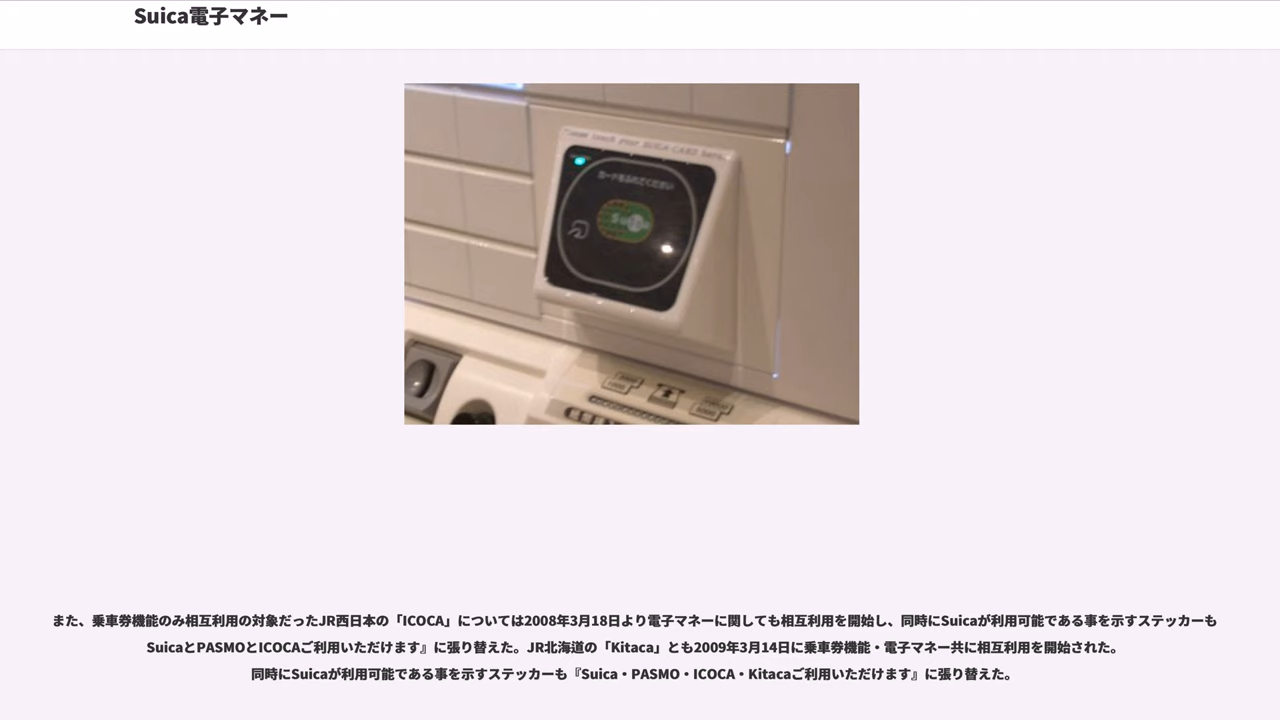 Suica電子マネー
touch your SUICA CARD here
カードをふれてください
Suica
1000
5000
また、乗車券機能のみ相互利用の対象だったJR西日本の「ICOCA」については2008年3月18日より電子マネーに関しても相互利用を開始し、同時にSuicaが利用可能である事を示すステッカーも
SuicaとPASMOとICOCAご利用いただけます』に張り替えた。JR北海道の「Kitaca」とも2009年3月14日に乗車券機能・電子マネー共に相互利用を開始された。
同時にSuicaが利用可能である事を示すステッカーも『Suica・PASMO・ICOCA・Kitacaご利用いただけます』に張り替えた。